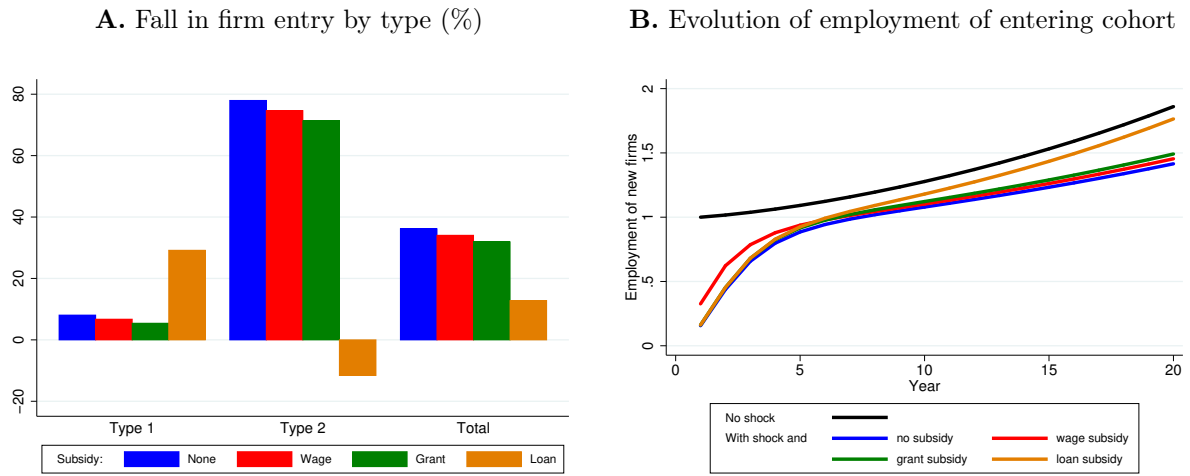 A. Fall in firm entry by type (%)
80
60
40
20
0
−20
Type 1 Type 2 Total
Subsidy: None Wage Grant Loan
B. Evolution of employment of entering cohort
Employment of new firms
2
1.5
1
.5
0
0 5 10 15 20
Year
No shock
With shock and no subsidy wage subsidy
grant subsidy loan subsidy